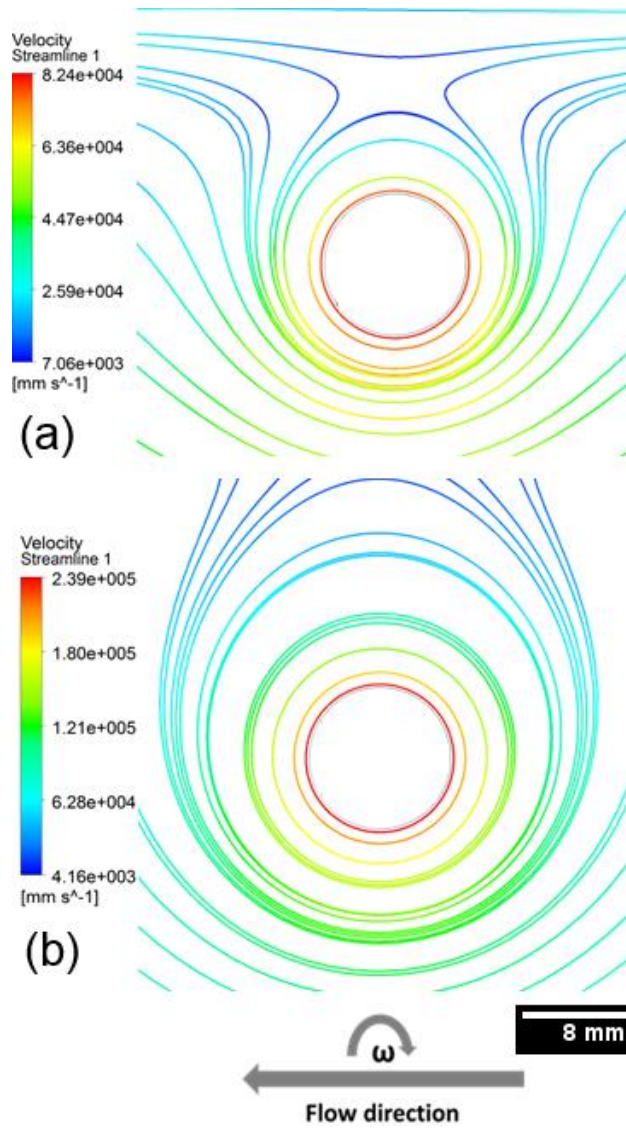 Velocity
Streamline 1
8.24e+004
6.36e+004
4.47e+004
2.59e+004
7.06e+003
[mm s^-1]
(a)
Velocity
Streamline 1
2.39e+005
1.80e+005
1.21e+005
6.28e+004
4.16e+003
[mm s^-1]
(b)
8 mm
ω
Flow direction